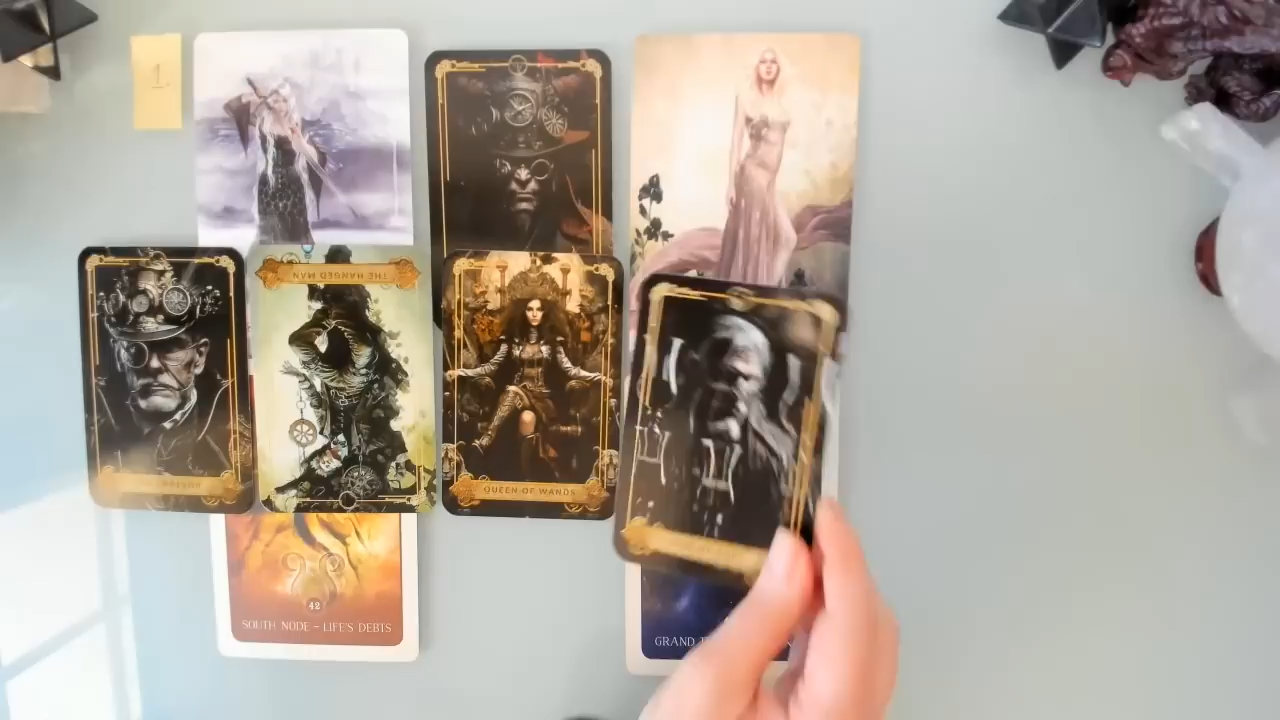 1.
THE HANGED MAN
QUEEN OF WANDS
42
SOUTH NODE - LIFE'S DEBTS
GRAND